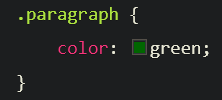 .paragraph {
    color: green;
}